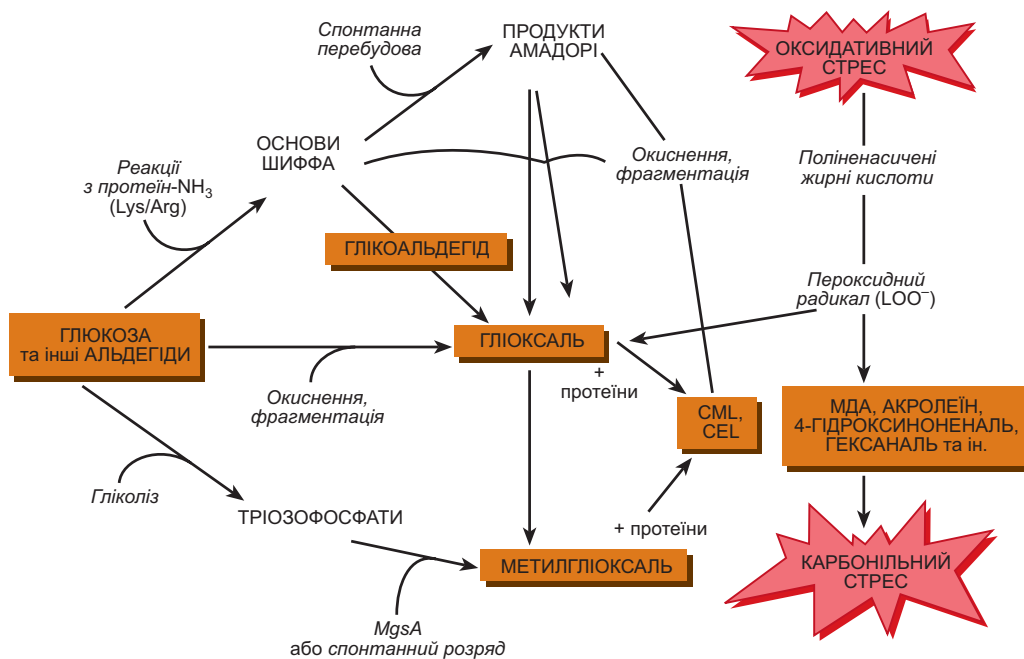 Спонтанна
перебудова
ПРОДУКТИ
АМАДОРІ
ОКСИДАТИВНИЙ
СТРЕС
ОСНОВИ
ШИФФА
Реакції
з протеїн-NH₃
(Lys/Arg)
Окиснення,
фрагментація
Поліненасичені
жирні кислоти
ГЛІКОАЛЬДЕГІД
Пероксидний
радикал (LOO⁻)
ГЛЮКОЗА
та інші АЛЬДЕГІДИ
ГЛІОКСАЛЬ
+
протеїни
Окиснення,
фрагментація
CML,
CEL
МДА, АКРОЛЕЇН,
4-ГІДРОКСИНОНЕНАЛЬ,
ГЕКСАНАЛЬ та ін.
Гліколіз
ТРІОЗОФОСФАТИ
+ протеїни
МЕТИЛГЛІОКСАЛЬ
КАРБОНІЛЬНИЙ
СТРЕС
MgsA
або спонтанний розряд